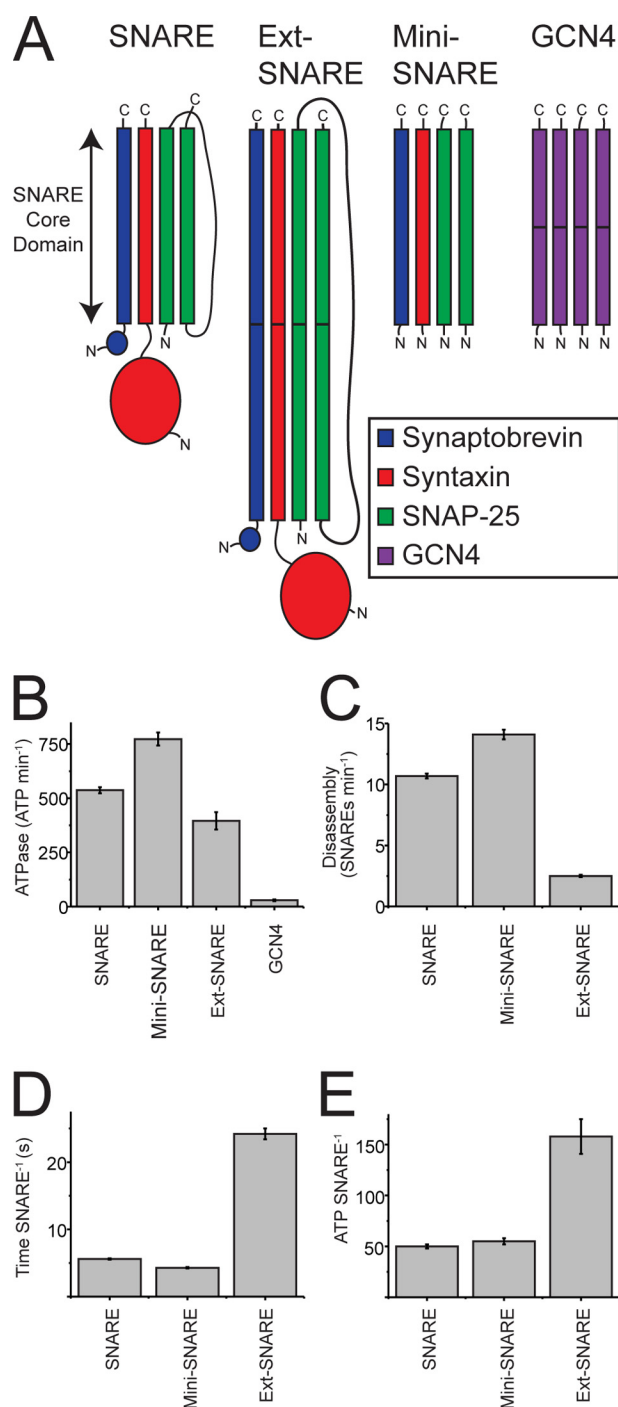 A
SNARE
Ext-
SNARE
Mini-
SNARE
GCN4
C C C C
C C C C
C C C C
C C C C
SNARE
Core
Domain
N N N
N N N N
N N N N
N N N
Synaptobrevin
Syntaxin
SNAP-25
GCN4
B
ATPase (ATP min⁻¹)
750
500
250
0
SNARE
Mini-SNARE
Ext-SNARE
GCN4
C
Disassembly
(SNAREs min⁻¹)
15
10
5
0
SNARE
Mini-SNARE
Ext-SNARE
D
Time SNARE⁻¹ (s)
20
10
SNARE
Mini-SNARE
Ext-SNARE
E
ATP SNARE⁻¹
150
100
50
SNARE
Mini-SNARE
Ext-SNARE